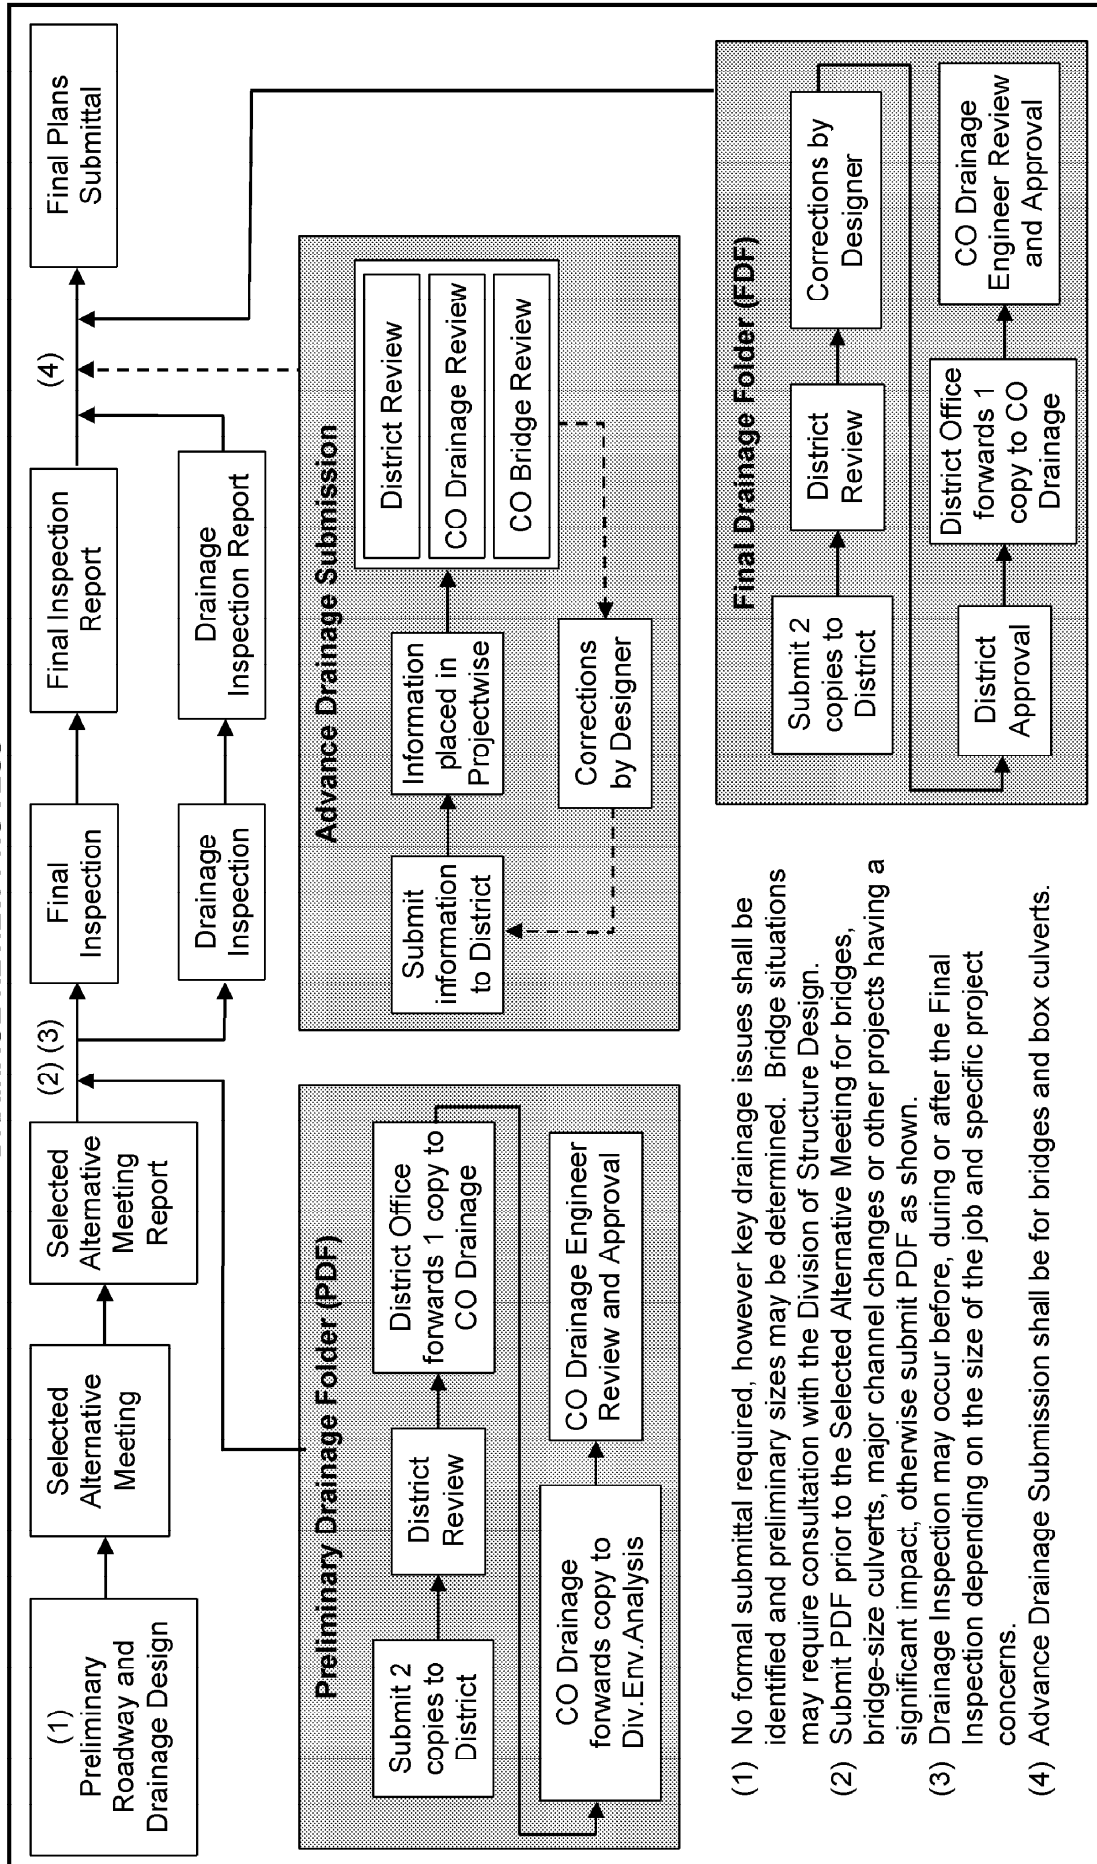 (1)
Preliminary
Roadway and
Drainage Design
Selected
Alternative
Meeting
Selected
Alternative
Meeting
Report
(2) (3)
Final
Inspection
Final Inspection
Report
(4)
Final Plans
Submittal
Drainage
Inspection
Drainage
Inspection Report
Preliminary Drainage Folder (PDF)
Submit 2
copies to
District
District
Review
District Office
forwards 1 copy to
CO Drainage
CO Drainage
forwards copy to
Div.Env.Analysis
CO Drainage Engineer
Review and Approval
Advance Drainage Submission
Submit
information
to District
Information
placed in
Projectwise
District Review
CO Drainage Review
CO Bridge Review
Corrections
by Designer
Final Drainage Folder (FDF)
Submit 2
copies to
District
District
Review
Corrections by
Designer
District
Approval
District Office
forwards 1
copy to CO
Drainage
CO Drainage
Engineer Review
and Approval
(1) No formal submittal required, however key drainage issues shall be
identified and preliminary sizes may be determined. Bridge situations
may require consultation with the Division of Structure Design.
(2) Submit PDF prior to the Selected Alternative Meeting for bridges,
bridge-size culverts, major channel changes or other projects having a
significant impact, otherwise submit PDF as shown.
(3) Drainage Inspection may occur before, during or after the Final
Inspection depending on the size of the job and specific project
concerns.
(4) Advance Drainage Submission shall be for bridges and box culverts.